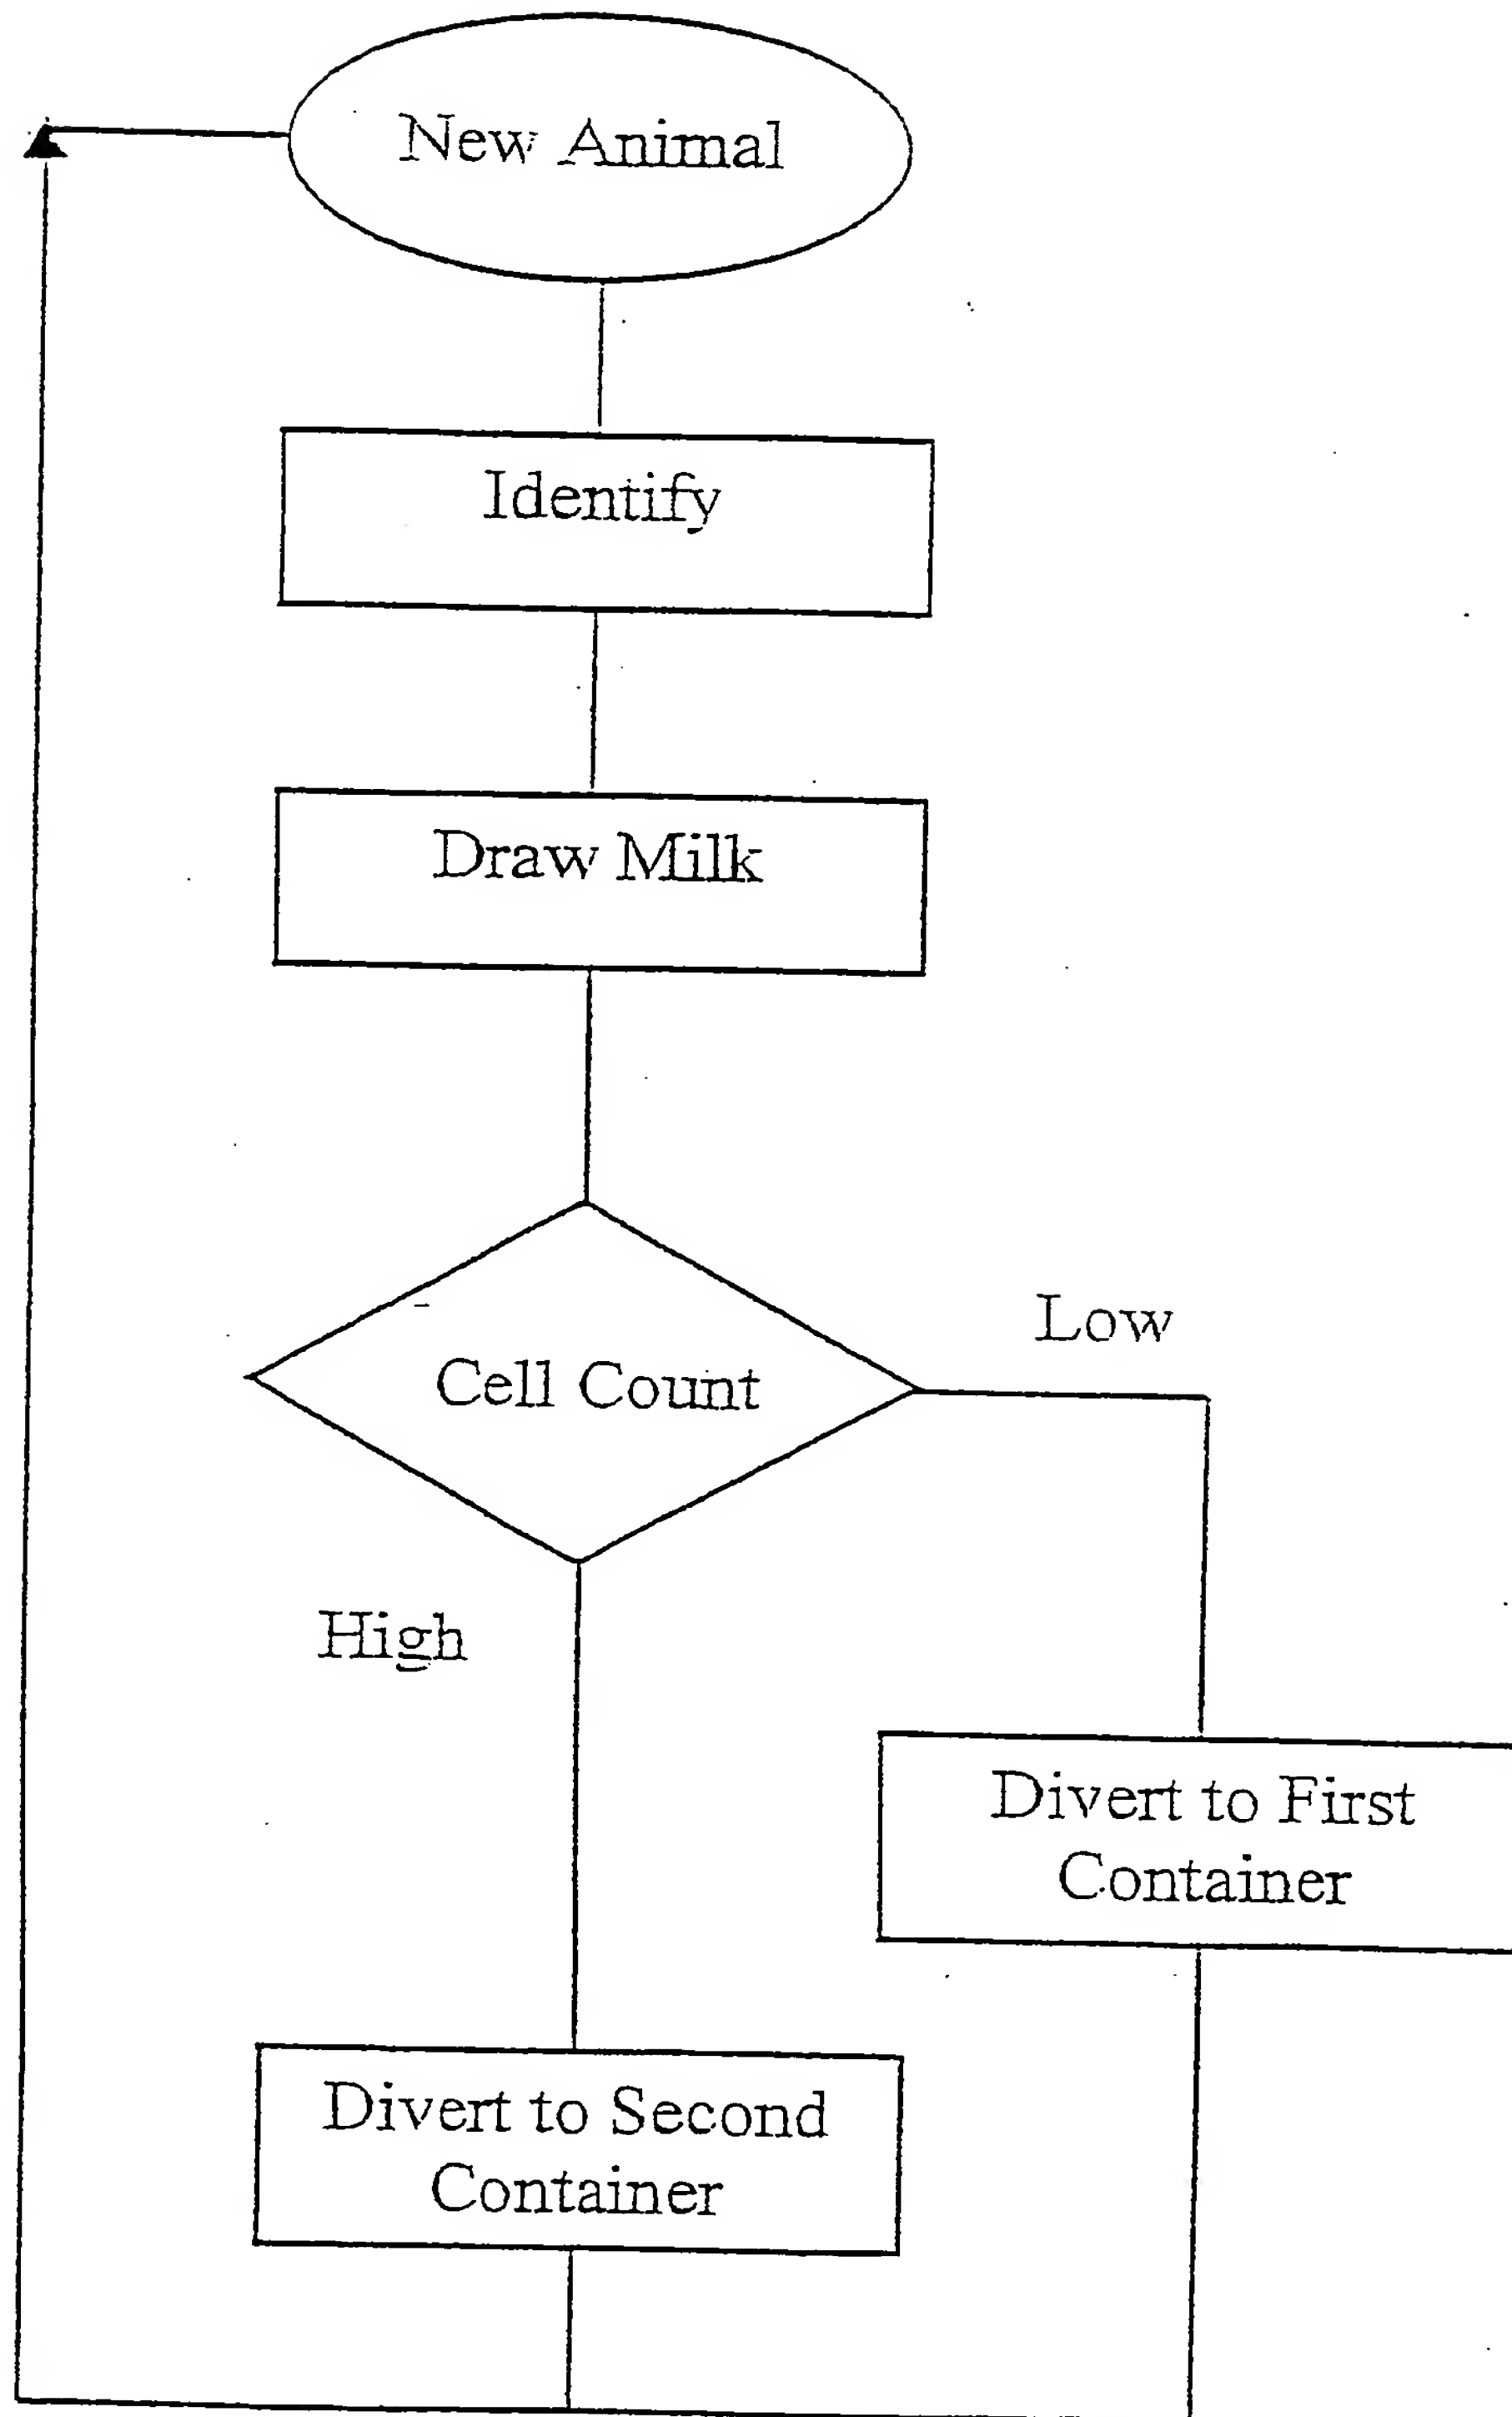 New Animal
Identify
Draw Milk
Cell Count
Low
High
Divert to First
Container
Divert to Second
Container